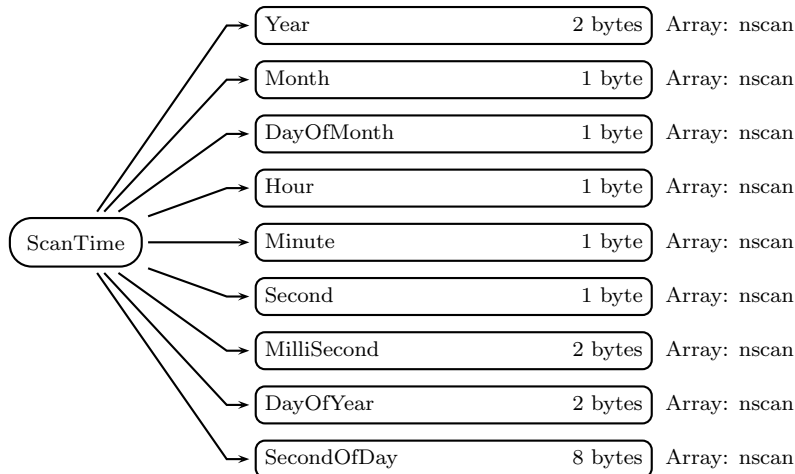 Year 2 bytes Array: nscan
Month 1 byte Array: nscan
DayOfMonth 1 byte Array: nscan
Hour 1 byte Array: nscan
ScanTime
Minute 1 byte Array: nscan
Second 1 byte Array: nscan
MilliSecond 2 bytes Array: nscan
DayOfYear 2 bytes Array: nscan
SecondOfDay 8 bytes Array: nscan